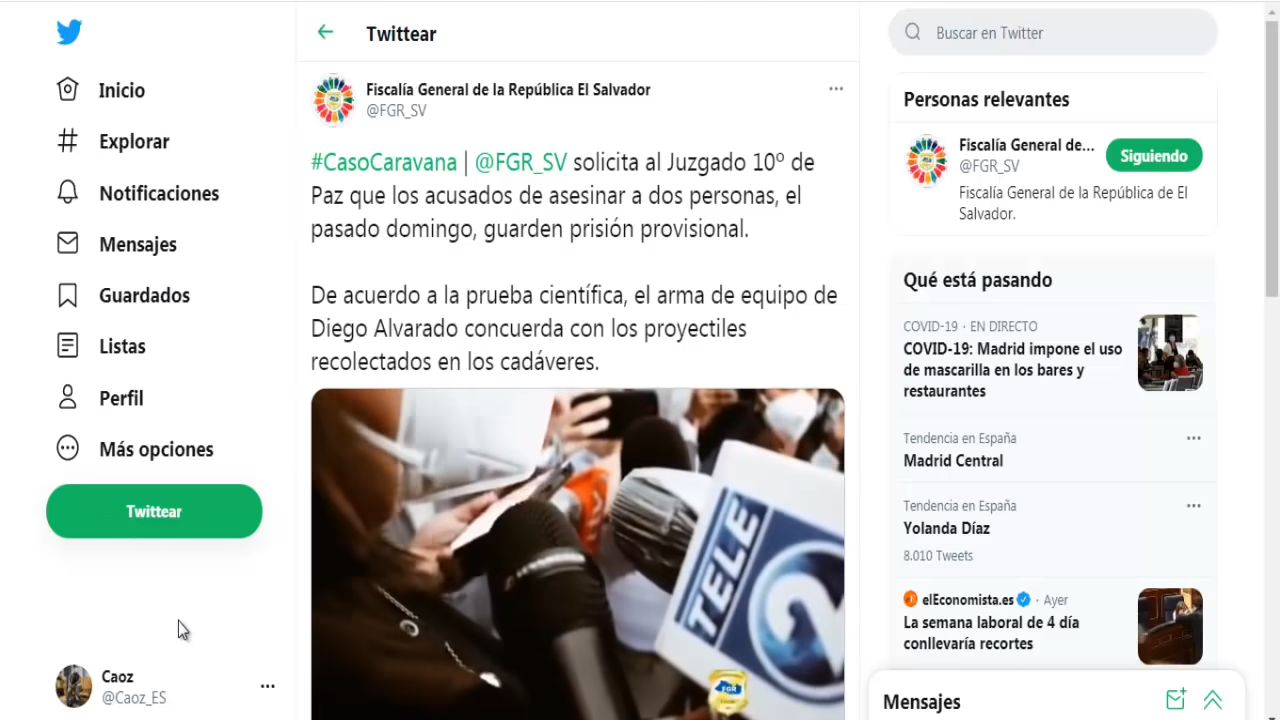 Inicio
Explorar
Notificaciones
Mensajes
Guardados
Listas
Perfil
Más opciones
Twittear
Caoz
@Caoz_ES
Twittear
Fiscalía General de la República El Salvador
@FGR_SV
#CasoCaravana | @FGR_SV solicita al Juzgado 10º de
Paz que los acusados de asesinar a dos personas, el
pasado domingo, guarden prisión provisional.
De acuerdo a la prueba científica, el arma de equipo de
Diego Alvarado concuerda con los proyectiles
recolectados en los cadáveres.
TELE
2
FGR
Buscar en Twitter
Personas relevantes
Fiscalía General de...
@FGR_SV
Siguiendo
Fiscalía General de la República de El
Salvador.
Qué está pasando
COVID-19 · EN DIRECTO
COVID-19: Madrid impone el uso
de mascarilla en los bares y
restaurantes
Tendencia en España
Madrid Central
Tendencia en España
Yolanda Díaz
8.010 Tweets
elEconomista.es · Ayer
La semana laboral de 4 día
conllevaría recortes
Mensajes